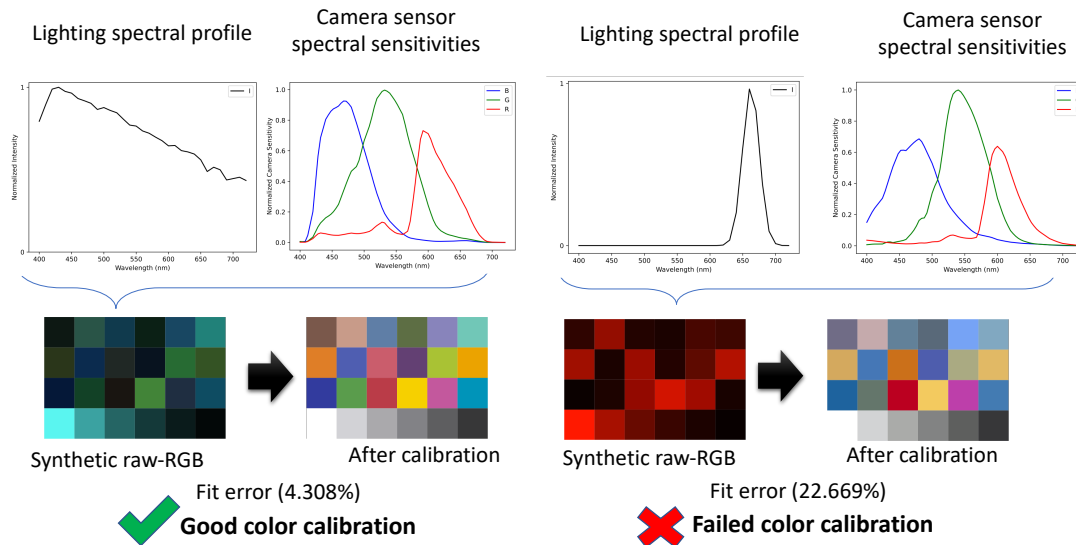 Lighting spectral profile
Camera sensor
spectral sensitivities
1
Normalized Intensity
0
400 450 500 550 600 650 700
Wavelength (nm)
I
1.0
0.8
0.6
0.4
0.2
0.0
Normalized Camera Sensitivity
400 450 500 550 600 650 700
Wavelength (nm)
B
G
R
Synthetic raw-RGB
After calibration
Fit error (4.308%)
Good color calibration
Lighting spectral profile
Camera sensor
spectral sensitivities
1
Normalized Intensity
0
400 450 500 550 600 650 700
Wavelength (nm)
I
1.0
0.8
0.6
0.4
0.2
0.0
Normalized Camera Sensitivity
400 450 500 550 600 650 700
Wavelength (nm)
Synthetic raw-RGB
After calibration
Fit error (22.669%)
Failed color calibration